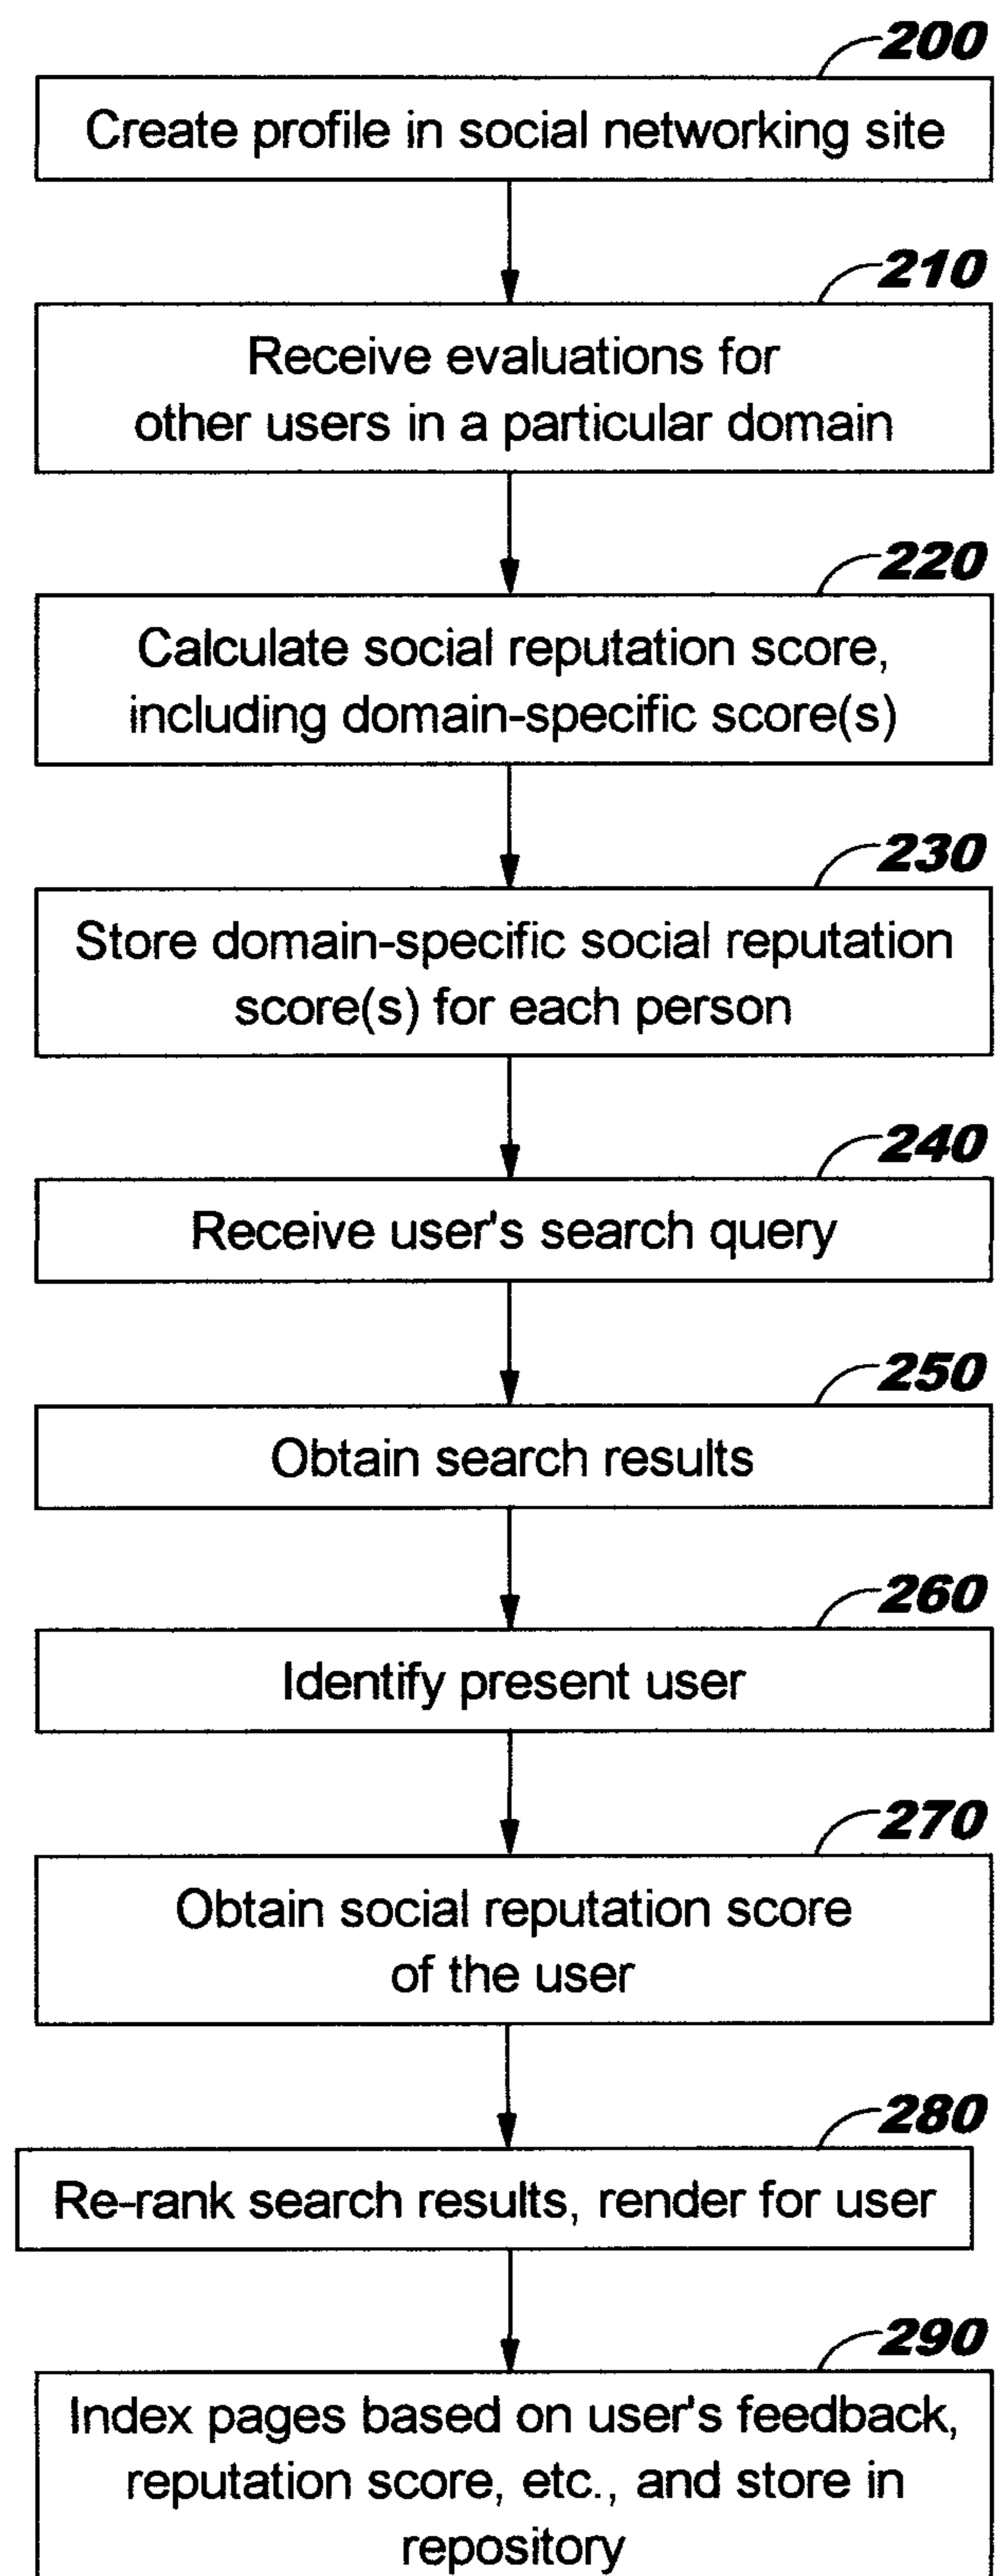 200
Create profile in social networking site
210
Receive evaluations for
other users in a particular domain
220
Calculate social reputation score,
including domain-specific score(s)
230
Store domain-specific social reputation
score(s) for each person
240
Receive user's search query
250
Obtain search results
260
Identify present user
270
Obtain social reputation score
of the user
280
Re-rank search results, render for user
290
Index pages based on user's feedback,
reputation score, etc., and store in
repository